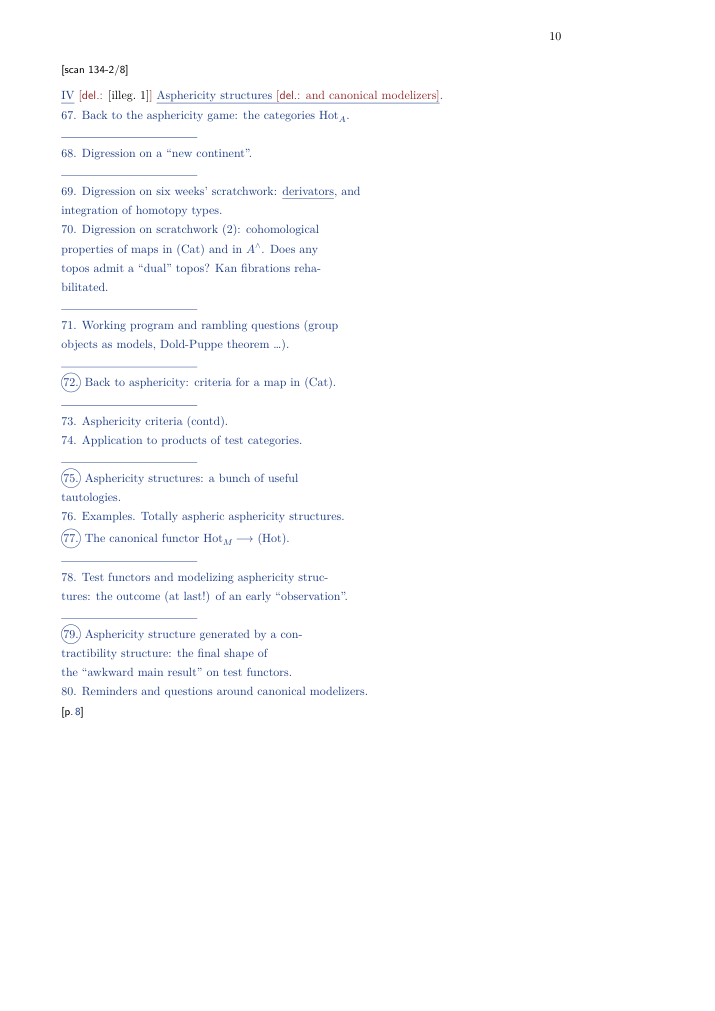 10
[scan 134-2/8]
IV [del.: [illeg. 1]] Asphericity structures [del.: and canonical modelizers].
67. Back to the asphericity game: the categories Hot_A.
68. Digression on a “new continent”.
69. Digression on six weeks’ scratchwork: derivators, and
integration of homotopy types.
70. Digression on scratchwork (2): cohomological
properties of maps in (Cat) and in A^. Does any
topos admit a “dual” topos? Kan fibrations reha-
bilitated.
71. Working program and rambling questions (group
objects as models, Dold-Puppe theorem …).
72. Back to asphericity: criteria for a map in (Cat).
73. Asphericity criteria (contd).
74. Application to products of test categories.
75. Asphericity structures: a bunch of useful
tautologies.
76. Examples. Totally aspheric asphericity structures.
77. The canonical functor Hot_M ⟶ (Hot).
78. Test functors and modelizing asphericity struc-
tures: the outcome (at last!) of an early “observation”.
79. Asphericity structure generated by a con-
tractibility structure: the final shape of
the “awkward main result” on test functors.
80. Reminders and questions around canonical modelizers.
[p. 8]